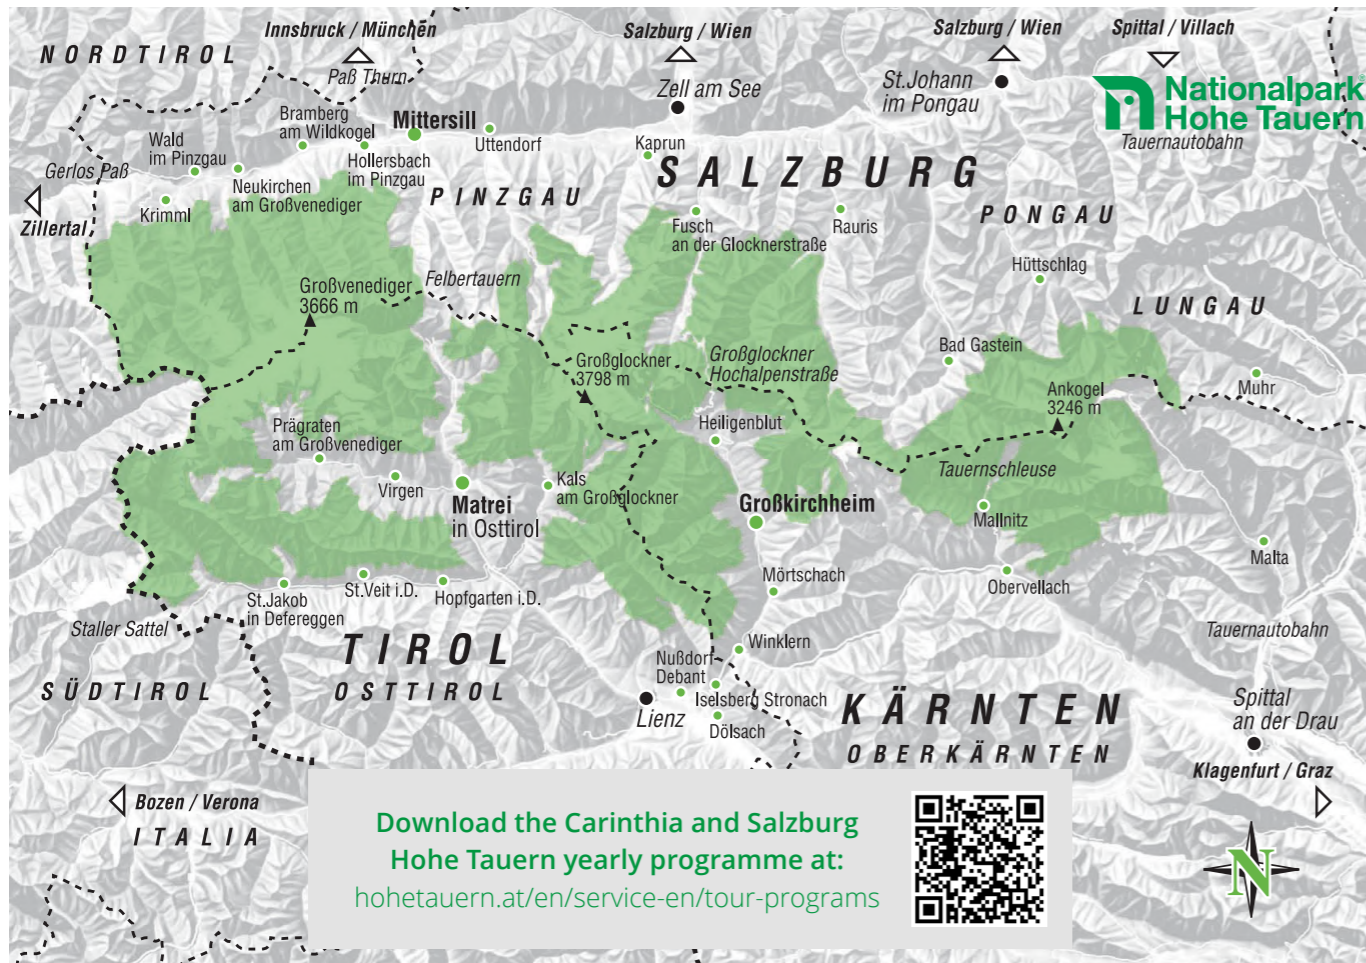 Innsbruck / München
Salzburg / Wien
Salzburg / Wien
Spittal / Villach
NORDTIROL
Paß Thurn
Zell am See
St.Johann
im Pongau
Nationalpark
Hohe Tauern
Tauernautobahn
Bramberg
am Wildkogel
Mittersill
Uttendorf
Kaprun
Wald
im Pinzgau
Hollersbach
im Pinzgau
Gerlos Paß
Neukirchen
am Großvenediger
SALZBURG
PINZGAU
Krimml
Zillertal
Fusch
an der Glocknerstraße
Rauris
PONGAU
Hüttschlag
Großvenediger
3666 m
Felbertauern
LUNGAU
Großglockner
3798 m
Großglockner
Hochalpenstraße
Bad Gastein
Ankogel
3246 m
Muhr
Prägraten
am Großvenediger
Heiligenblut
Tauernschleuse
Virgen
Matrei
in Osttirol
Kals
am Großglockner
Großkirchheim
Mallnitz
Malta
St.Jakob
in Defereggen
St.Veit i.D.
Hopfgarten i.D.
Mörtschach
Obervellach
Staller Sattel
TIROL
OSTTIROL
Winklern
Tauernautobahn
SÜDTIROL
Nußdorf
Debant
Iselsberg Stronach
Lienz
Dölsach
KÄRNTEN
OBERKÄRNTEN
Spittal
an der Drau
Klagenfurt / Graz
Bozen / Verona
ITALIA
Download the Carinthia and Salzburg
Hohe Tauern yearly programme at:
hohetauern.at/en/service-en/tour-programs
N